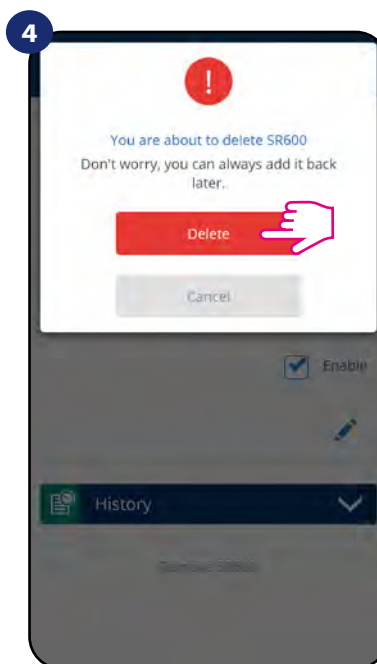 4
!
You are about to delete SR600
Don't worry, you can always add it back
later.
Delete
Cancel
Enable
History